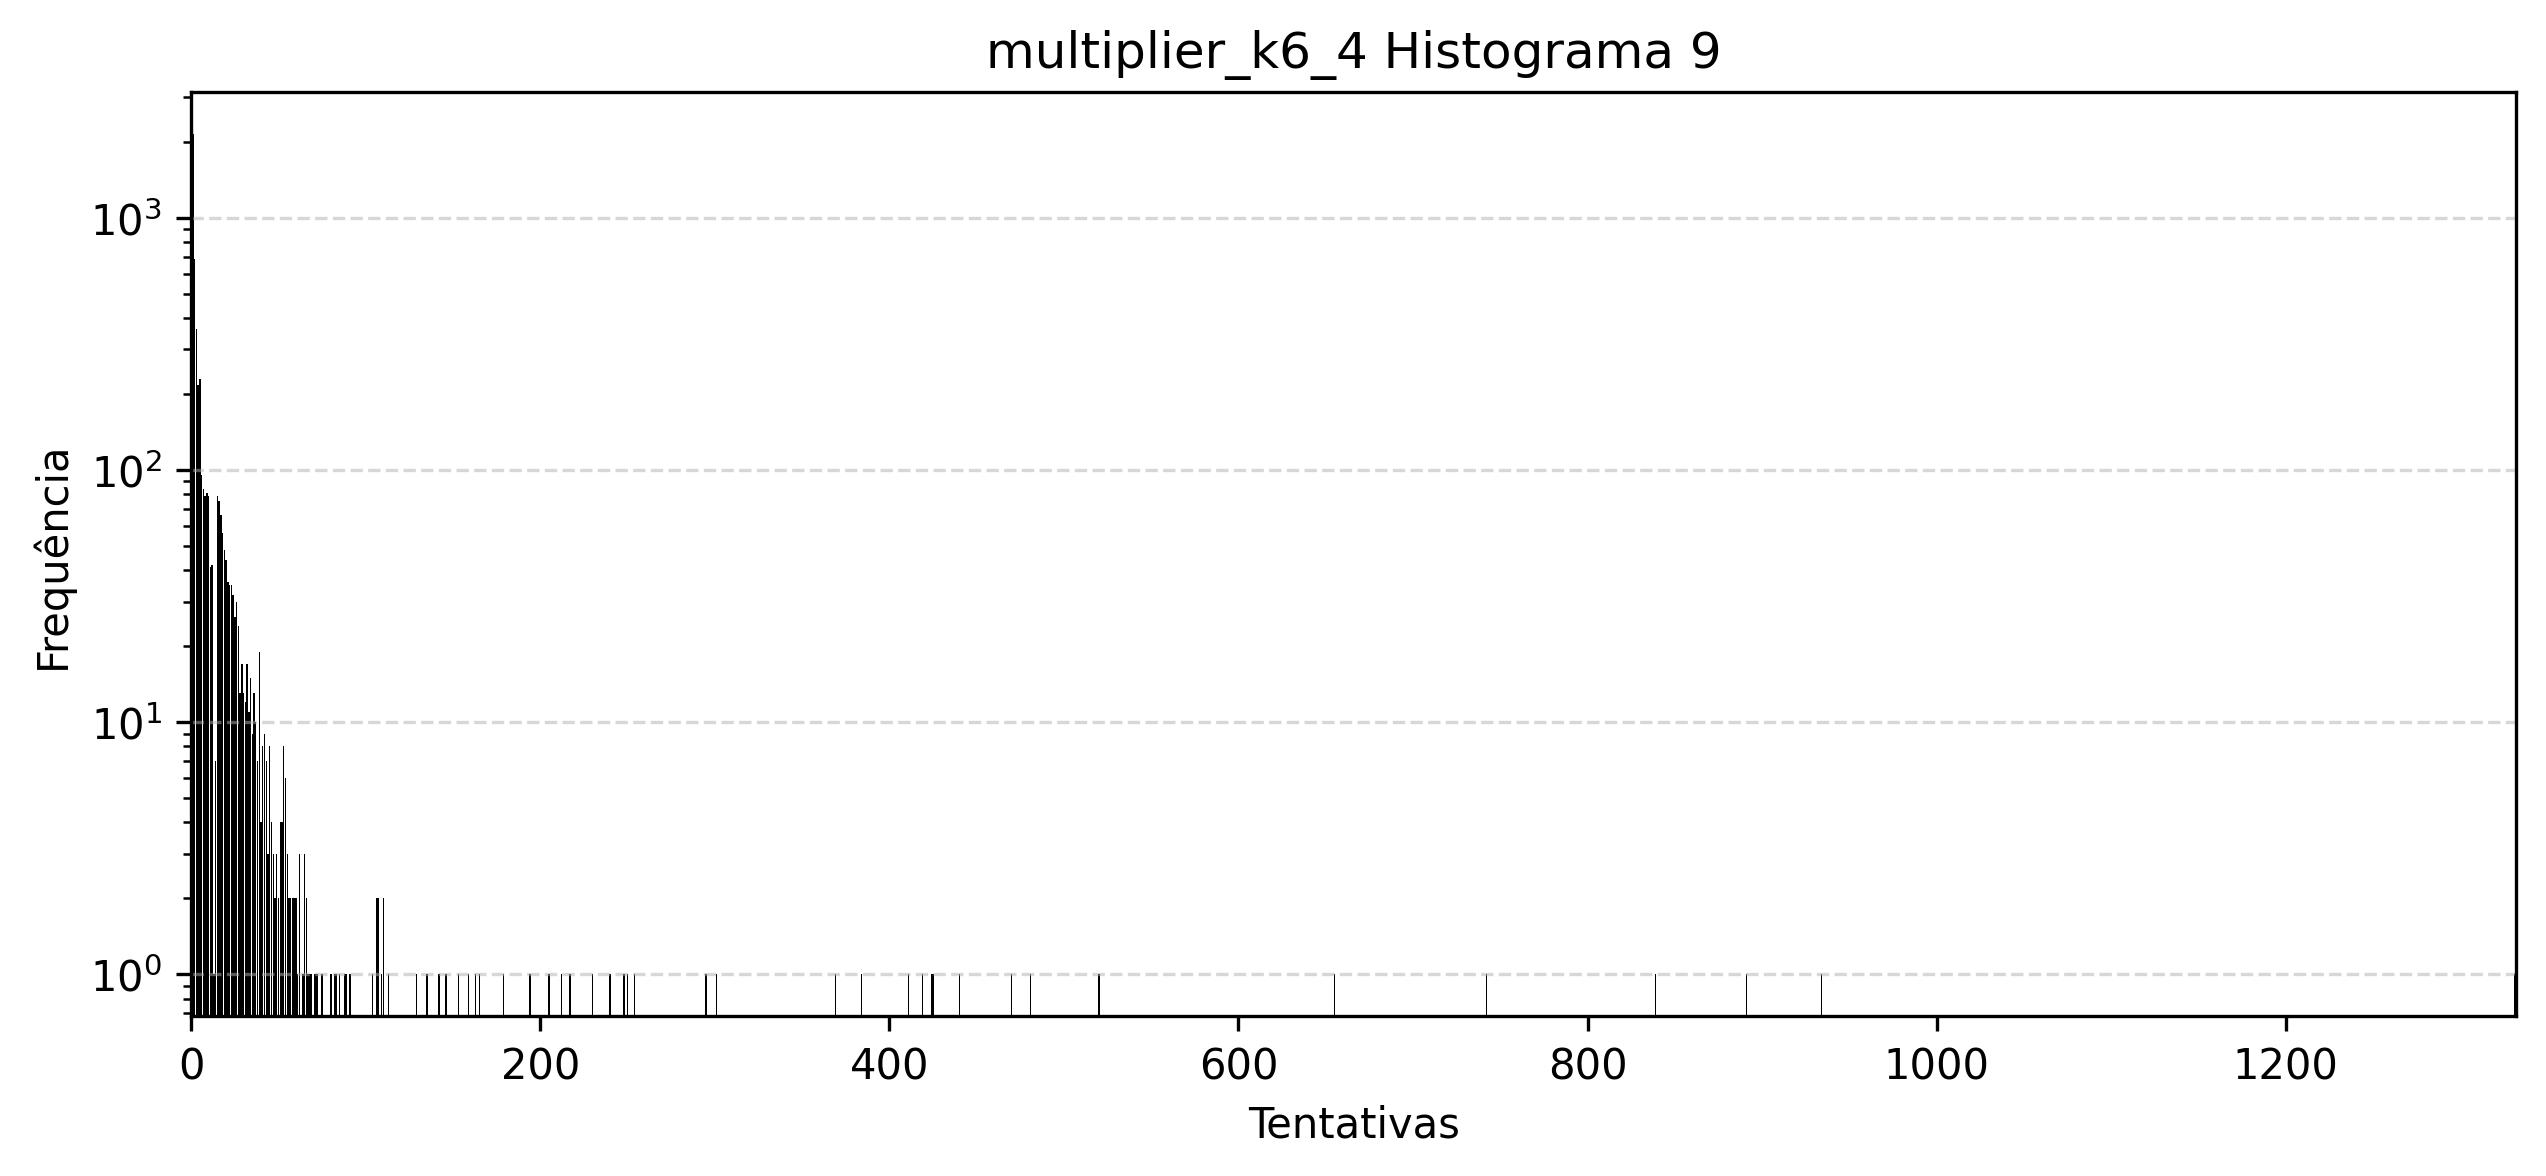 multiplier_k6_4 Histograma 9
Frequência
10³
10²
10¹
10⁰
0 200 400 600 800 1000 1200
Tentativas